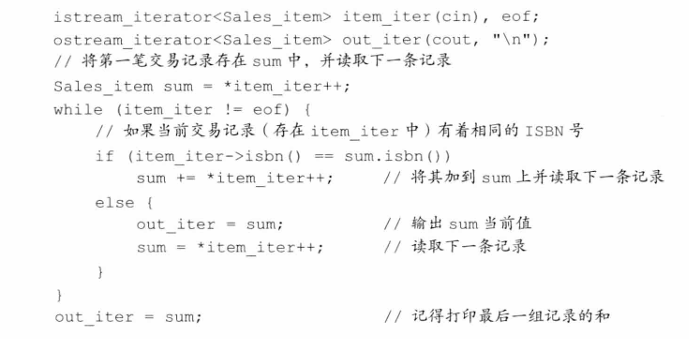 istream_iterator<Sales_item> item_iter(cin), eof;
ostream_iterator<Sales_item> out_iter(cout, "\n");
// 将第一笔交易记录存在 sum 中，并读取下一条记录
Sales_item sum = *item_iter++;
while (item_iter != eof) {
    // 如果当前交易记录（存在 item_iter 中）有着相同的 ISBN 号
    if (item_iter->isbn() == sum.isbn())
        sum += *item_iter++;      // 将其加到 sum 上并读取下一条记录
    else {
        out_iter = sum;           // 输出 sum 当前值
        sum = *item_iter++;       // 读取下一条记录
    }
}
out_iter = sum;                   // 记得打印最后一组记录的和